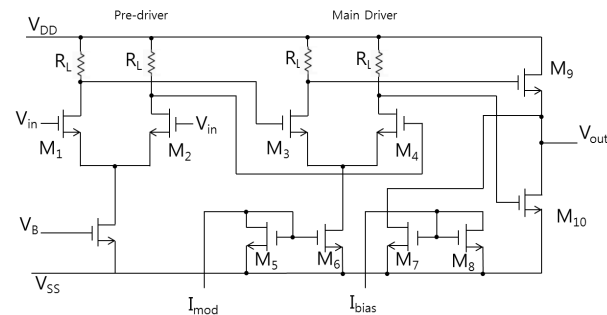 Pre-driver
Main Driver
V_DD
R_L
R_L
R_L
R_L
M_9
V_in
V_in
M_1
M_2
M_3
M_4
V_out
V_B
M_10
M_5
M_6
M_7
M_8
V_SS
I_mod
I_bias